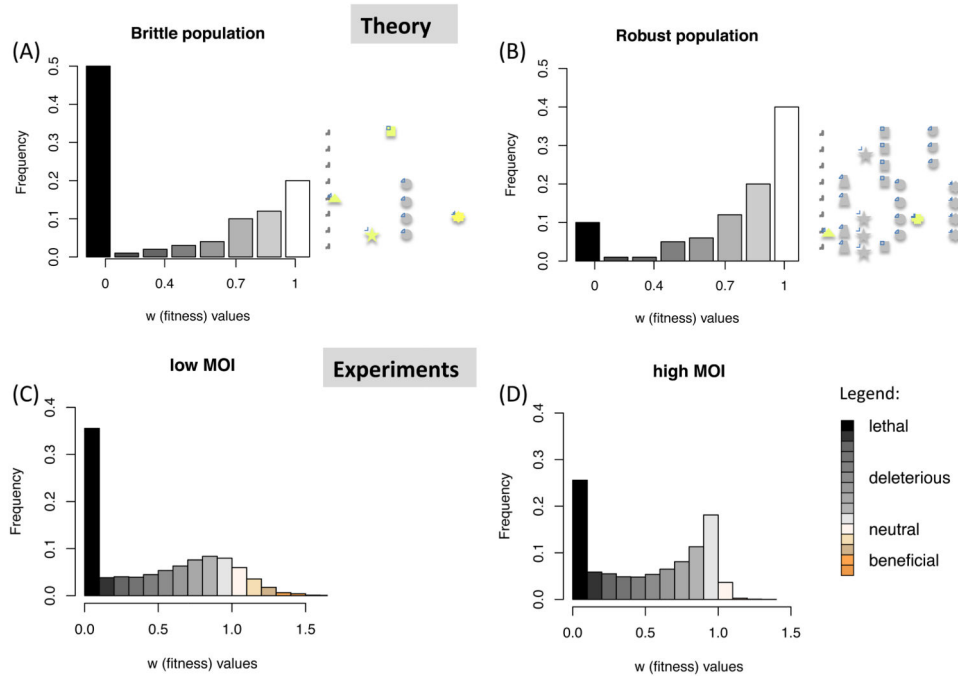 Theory
(A)
Brittle population
Frequency
0.0 0.1 0.2 0.3 0.4 0.5
0 0.4 0.7 1
w (fitness) values
(B)
Robust population
Frequency
0.0 0.1 0.2 0.3 0.4 0.5
0 0.4 0.7 1
w (fitness) values
Experiments
(C)
low MOI
Frequency
0.0 0.1 0.2 0.3 0.4
0.0 0.5 1.0 1.5
w (fitness) values
(D)
high MOI
Frequency
0.0 0.1 0.2 0.3 0.4
0.0 0.5 1.0 1.5
w (fitness) values
Legend:
lethal
deleterious
neutral
beneficial